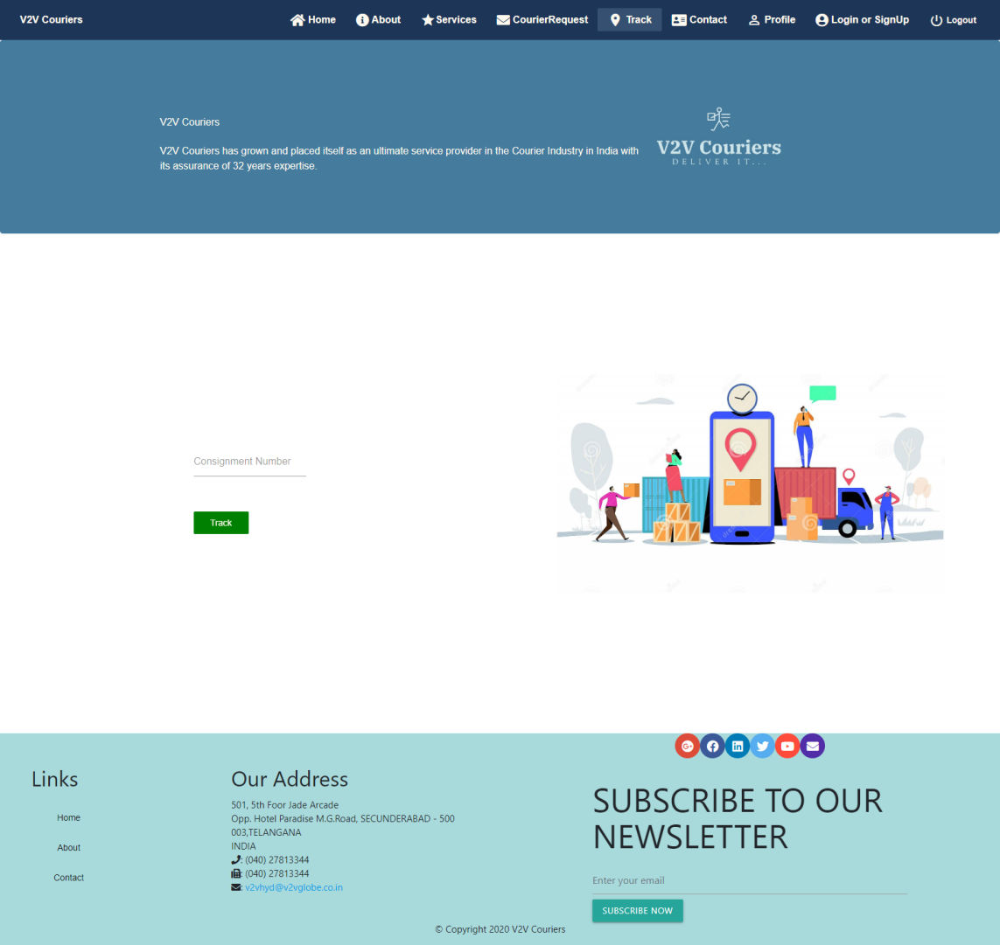 V2V Couriers
Home
About
Services
CourierRequest
Track
Contact
Profile
Login or SignUp
Logout
V2V Couriers
V2V Couriers has grown and placed itself as an ultimate service provider in the Courier Industry in India with
its assurance of 32 years expertise.
V2V Couriers
DELIVER IT...
Consignment Number
Track
Links
Home
About
Contact
Our Address
501, 5th Foor Jade Arcade
Opp. Hotel Paradise M.G.Road, SECUNDERABAD - 500
003,TELANGANA
INDIA
: (040) 27813344
: (040) 27813344
: v2vhyd@v2vglobe.co.in
SUBSCRIBE TO OUR
NEWSLETTER
Enter your email
SUBSCRIBE NOW
© Copyright 2020 V2V Couriers